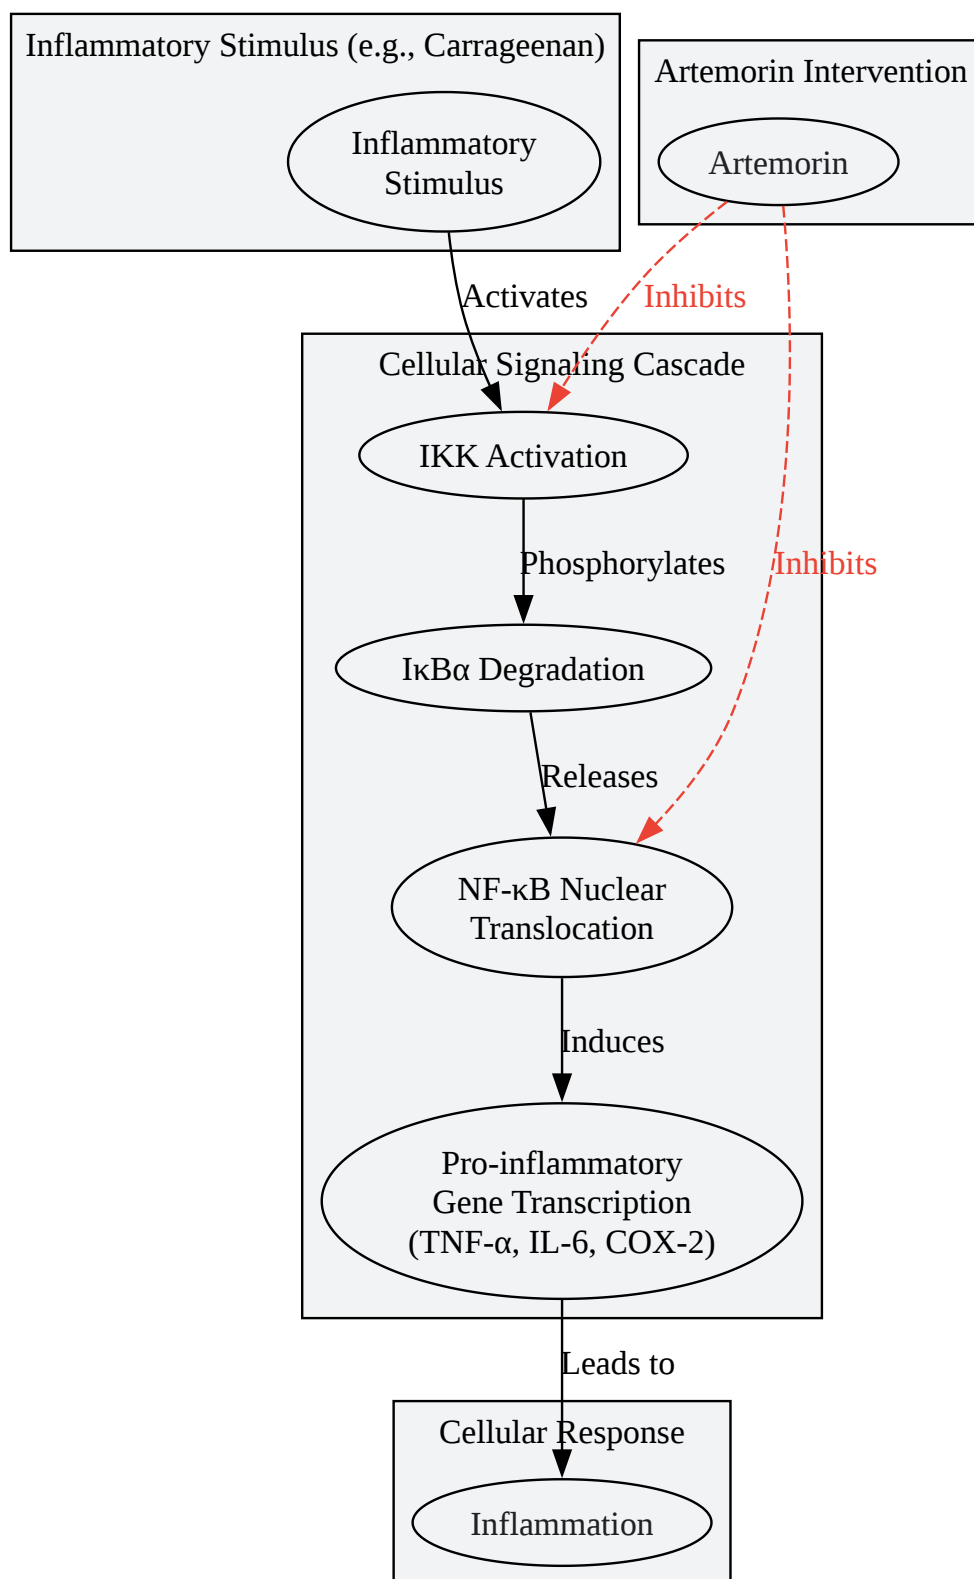 Inflammatory Stimulus (e.g., Carrageenan)
Artemorin Intervention
Inflammatory
Stimulus
Artemorin
Activates
Inhibits
Cellular Signaling Cascade
IKK Activation
Phosphorylates
Inhibits
IκBα Degradation
Releases
NF-κB Nuclear
Translocation
Induces
Pro-inflammatory
Gene Transcription
(TNF-α, IL-6, COX-2)
Leads to
Cellular Response
Inflammation